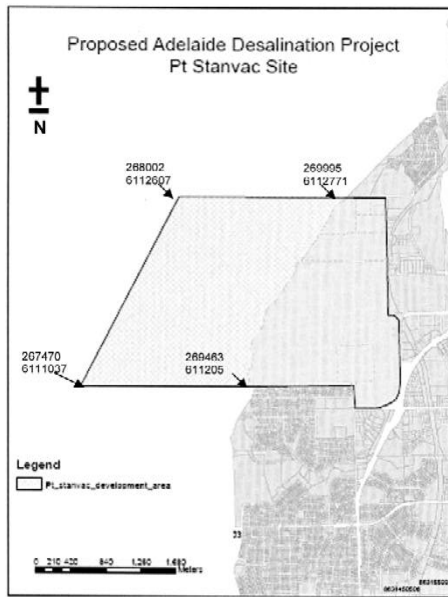 Proposed Adelaide Desalination Project
Pt Stanvac Site
N
268002
6112607
269995
6112771
267470
6111037
269463
611205
Legend
Pt_stanvac_development_area
0 210 420 840 1,260 1,680
Meters